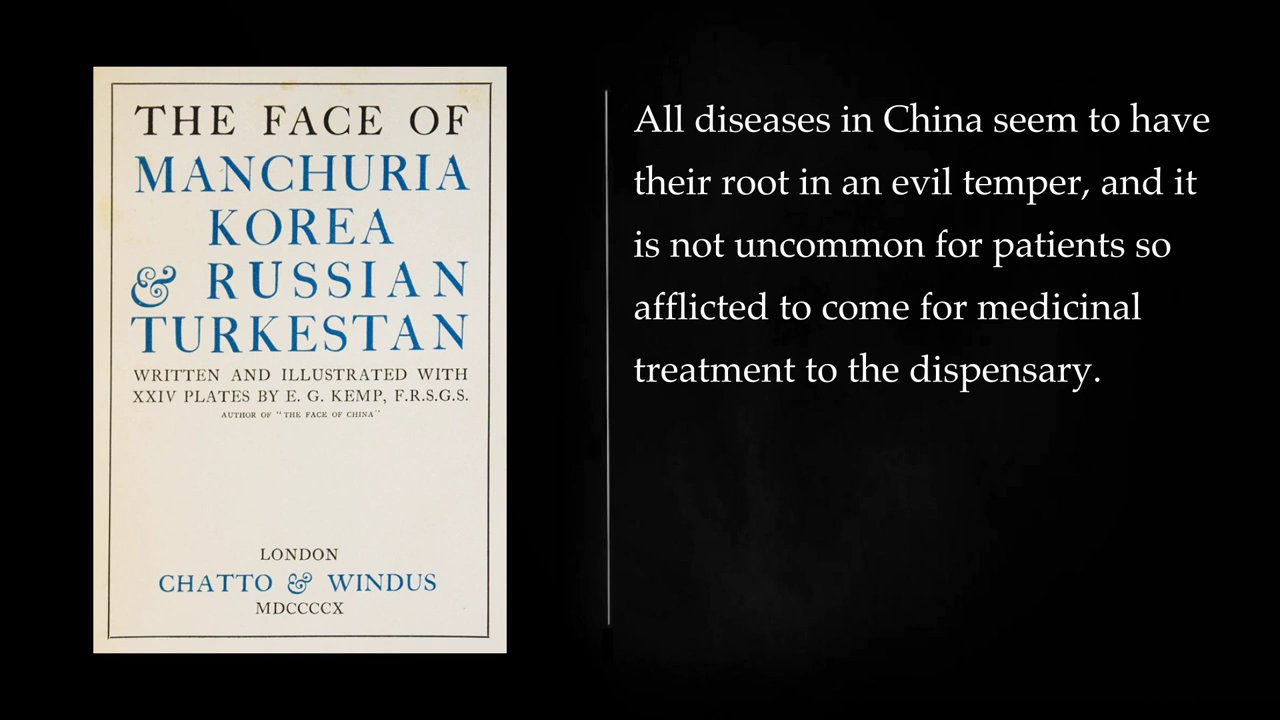 THE FACE OF
MANCHURIA
KOREA
& RUSSIAN
TURKESTAN
WRITTEN AND ILLUSTRATED WITH
XXIV PLATES BY E. G. KEMP, F.R.S.G.S.
AUTHOR OF "THE FACE OF CHINA"
LONDON
CHATTO & WINDUS
MDCCCCX
All diseases in China seem to have
their root in an evil temper, and it
is not uncommon for patients so
afflicted to come for medicinal
treatment to the dispensary.